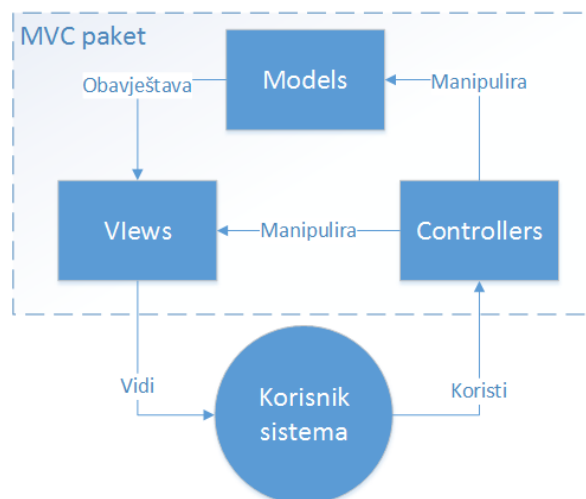 MVC paket
Models
Obavještava
Manipulira
VIews
Manipulira
Controllers
Vidi
Korisnik
sistema
Koristi